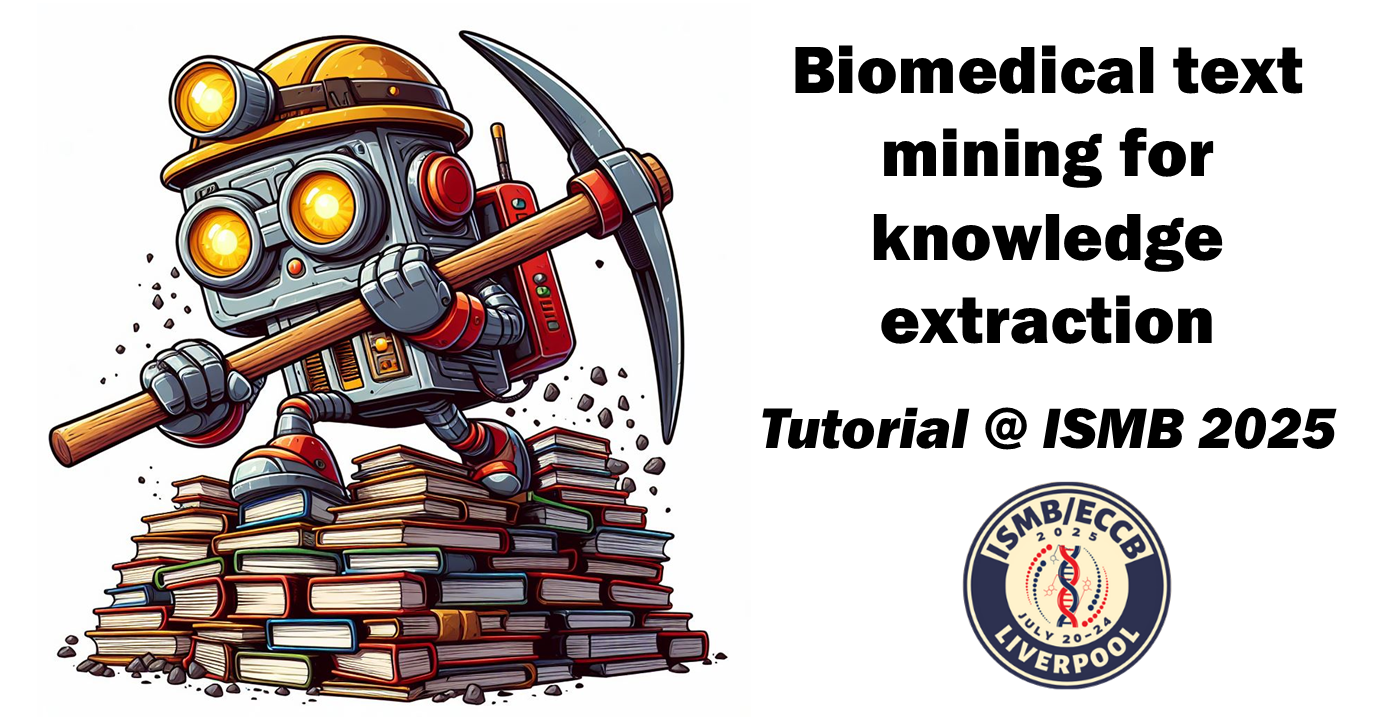 Biomedical text
mining for
knowledge
extraction
Tutorial @ ISMB 2025
ISMB/ECCB
2025
JULY 20-24
LIVERPOOL